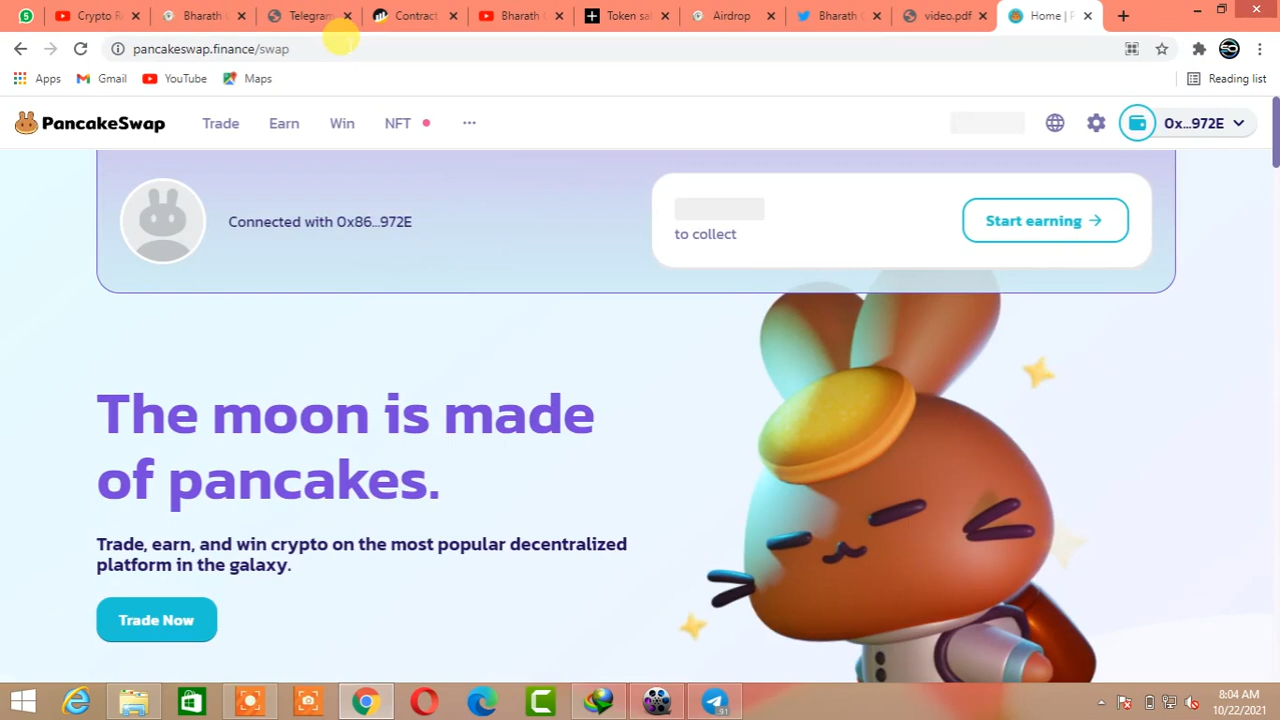 5 Crypto R Bharath Telegram Contract Bharath Token sal Airdrop Bharath video.pdf Home | P
pancakeswap.finance/swap
Apps Gmail YouTube Maps Reading list
PancakeSwap Trade Earn Win NFT 0x...972E
Connected with 0x86...972E
Start earning
to collect
The moon is made
of pancakes.
Trade, earn, and win crypto on the most popular decentralized
platform in the galaxy.
Trade Now
91
8:04 AM
10/22/2021